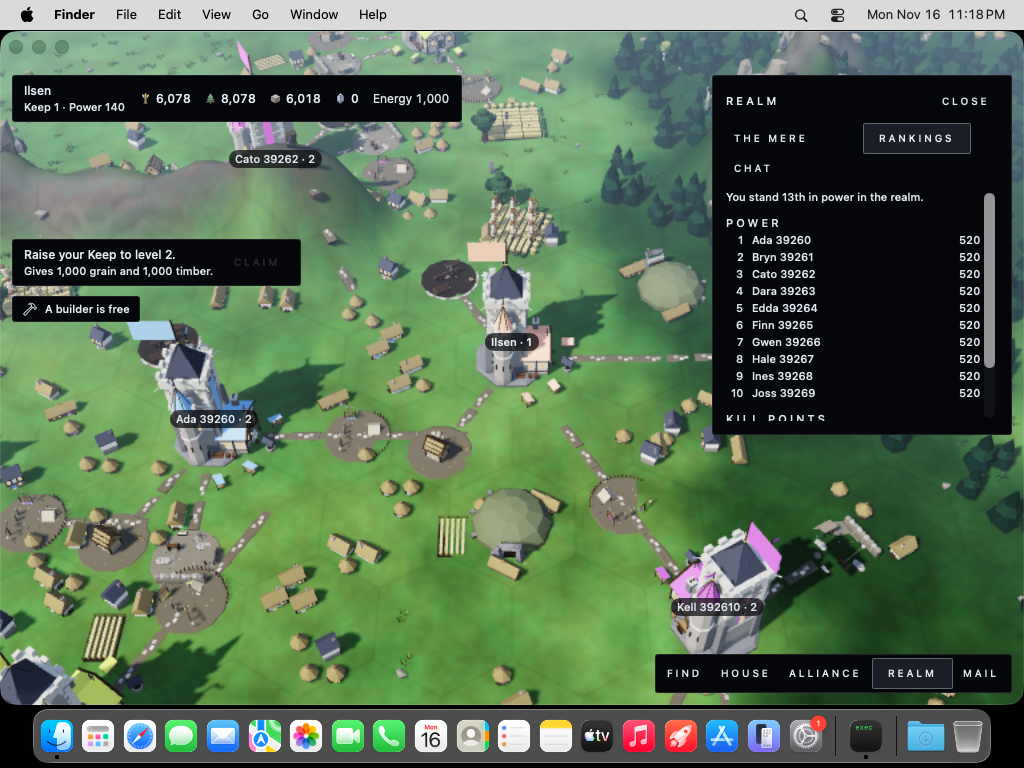 Finder File Edit View Go Window Help Mon Nov 16 11:18 PM
Ilsen
Keep 1 · Power 140
6,078 8,078 6,018 0 Energy 1,000
REALM CLOSE
THE MERE RANKINGS
CHAT
You stand 13th in power in the realm.
POWER
1 Ada 39260 520
2 Bryn 39261 520
3 Cato 39262 520
4 Dara 39263 520
5 Edda 39264 520
6 Finn 39265 520
7 Gwen 39266 520
8 Hale 39267 520
9 Ines 39268 520
10 Joss 39269 520
KILL POINTS
Cato 39262 · 2
Raise your Keep to level 2.
Gives 1,000 grain and 1,000 timber.
CLAIM
A builder is free
Ilsen · 1
Ada 39260 · 2
Kell 392610 · 2
FIND HOUSE ALLIANCE REALM MAIL
Mon
16
tv
1
exec